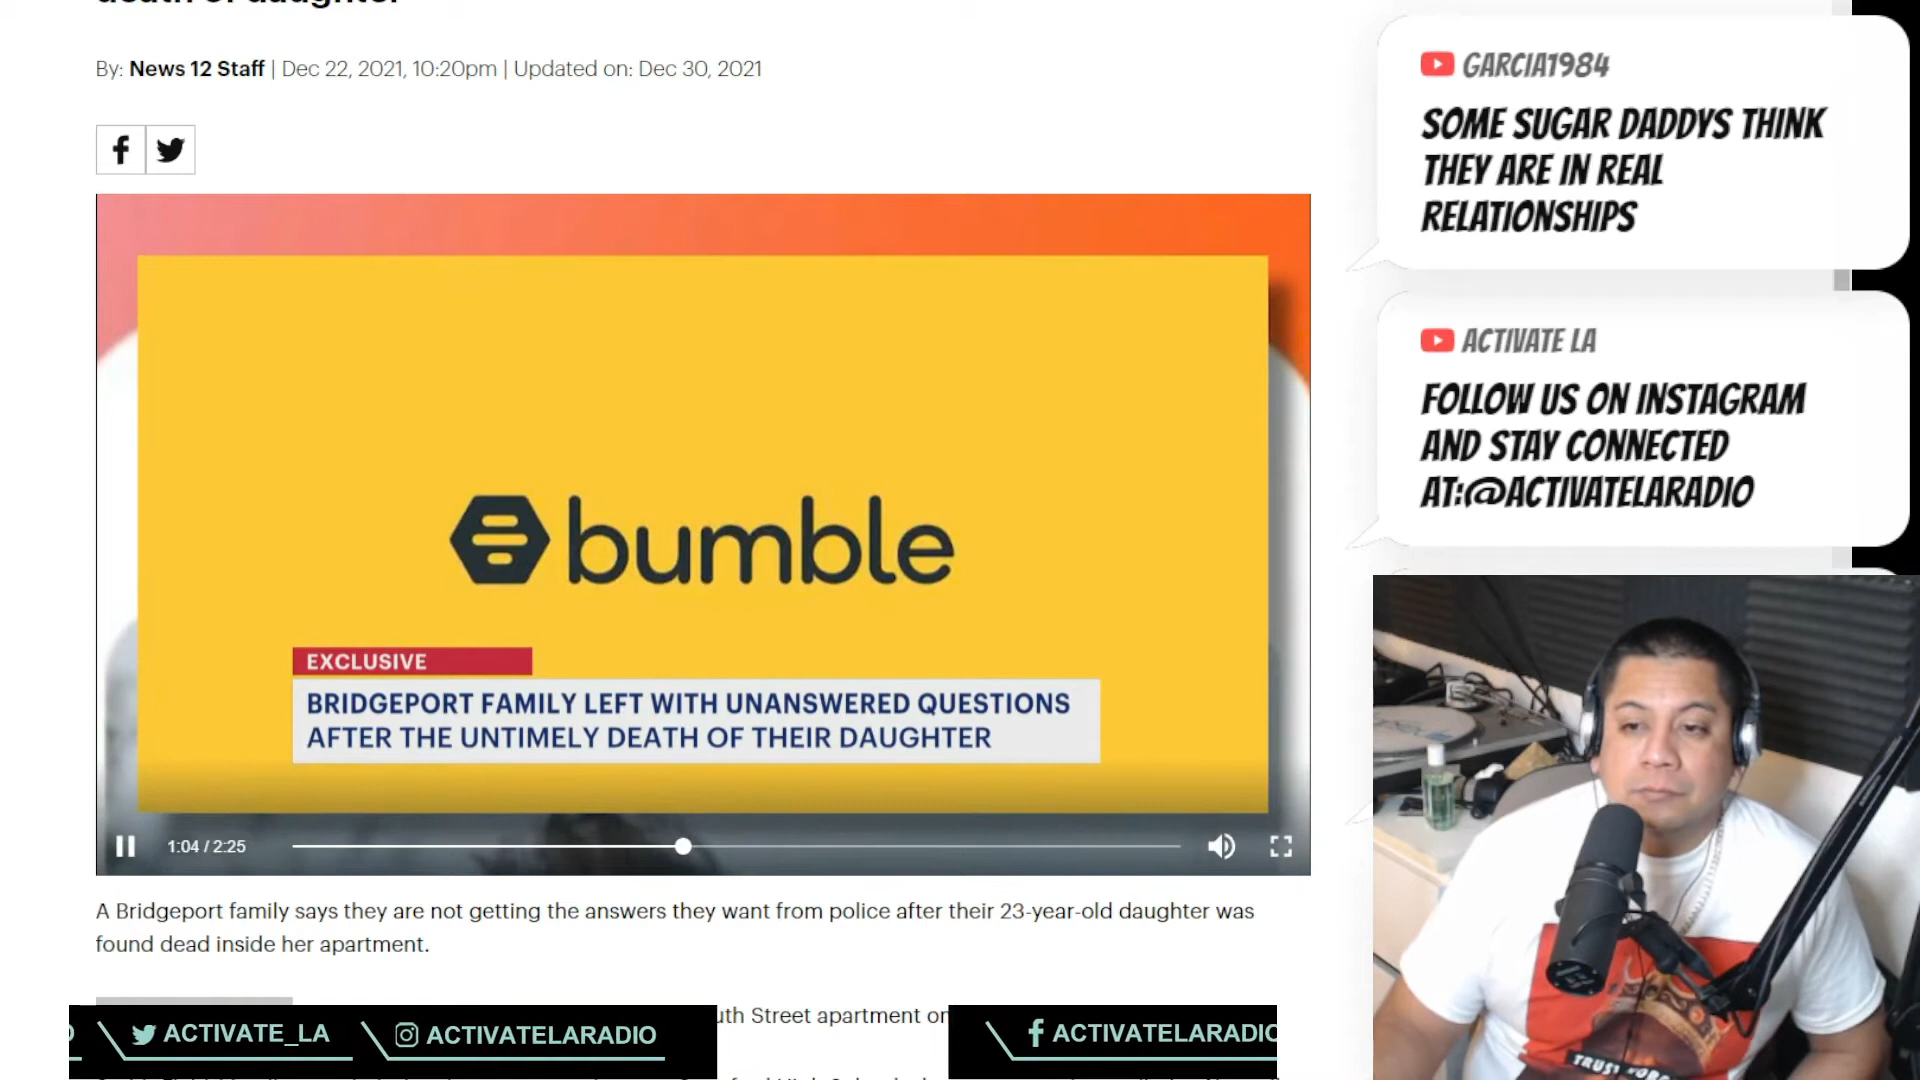 By: News 12 Staff | Dec 22, 2021, 10:20pm | Updated on: Dec 30, 2021
bumble
EXCLUSIVE
BRIDGEPORT FAMILY LEFT WITH UNANSWERED QUESTIONS
AFTER THE UNTIMELY DEATH OF THEIR DAUGHTER
1:04 / 2:25
A Bridgeport family says they are not getting the answers they want from police after their 23-year-old daughter was
found dead inside her apartment.
Street apartment on
ACTIVATE_LA
ACTIVATELARADIO
ACTIVATELARADIO
GARCIA1984
SOME SUGAR DADDYS THINK
THEY ARE IN REAL
RELATIONSHIPS
ACTIVATE LA
FOLLOW US ON INSTAGRAM
AND STAY CONNECTED
AT:@ACTIVATELARADIO